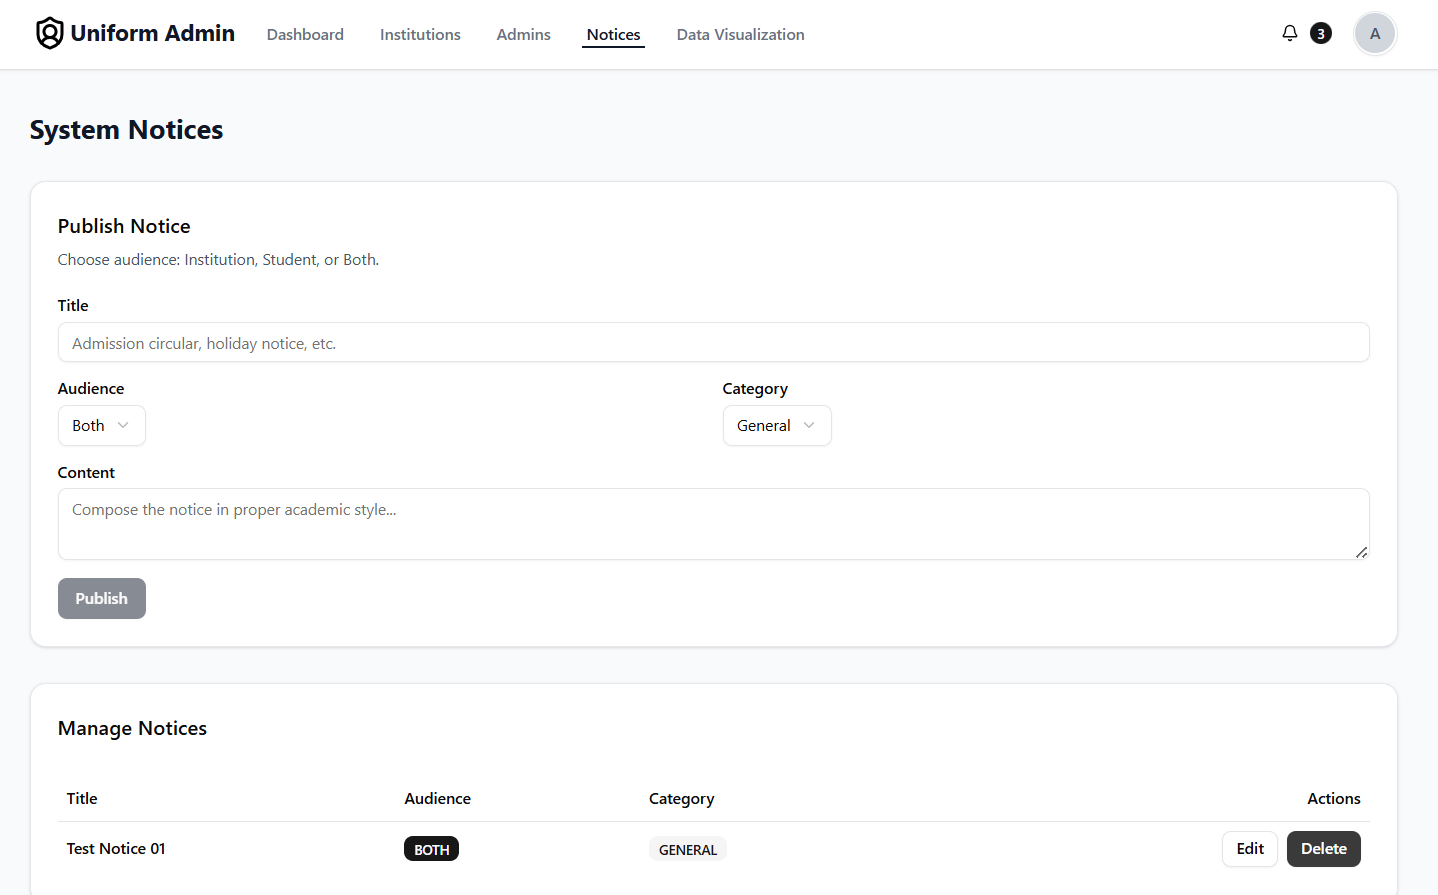 Uniform Admin Dashboard Institutions Admins Notices Data Visualization 3 A
System Notices
Publish Notice
Choose audience: Institution, Student, or Both.
Title
Admission circular, holiday notice, etc.
Audience Category
Both General
Content
Compose the notice in proper academic style...
Publish
Manage Notices
Title Audience Category Actions
Test Notice 01 BOTH GENERAL Edit Delete